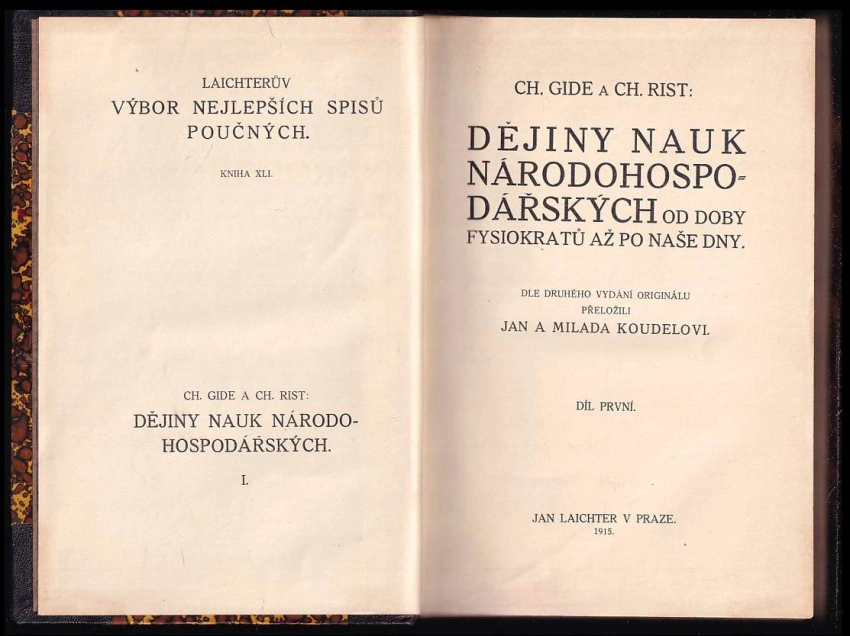 LAICHTERŮV
VÝBOR NEJLEPŠÍCH SPISŮ
POUČNÝCH.
KNIHA XLI.
CH. GIDE A CH. RIST:
DĚJINY NAUK NÁRODO-
HOSPODÁŘSKÝCH.
I.
CH. GIDE A CH. RIST:
DĚJINY NAUK
NÁRODOHOSPO-
DÁŘSKÝCH OD DOBY
FYSIOKRATŮ AŽ PO NAŠE DNY.
DLE DRUHÉHO VYDÁNÍ ORIGINÁLU
PŘELOŽILI
JAN A MILADA KOUDELOVI.
DÍL PRVNÍ.
JAN LAICHTER V PRAZE.
1915.